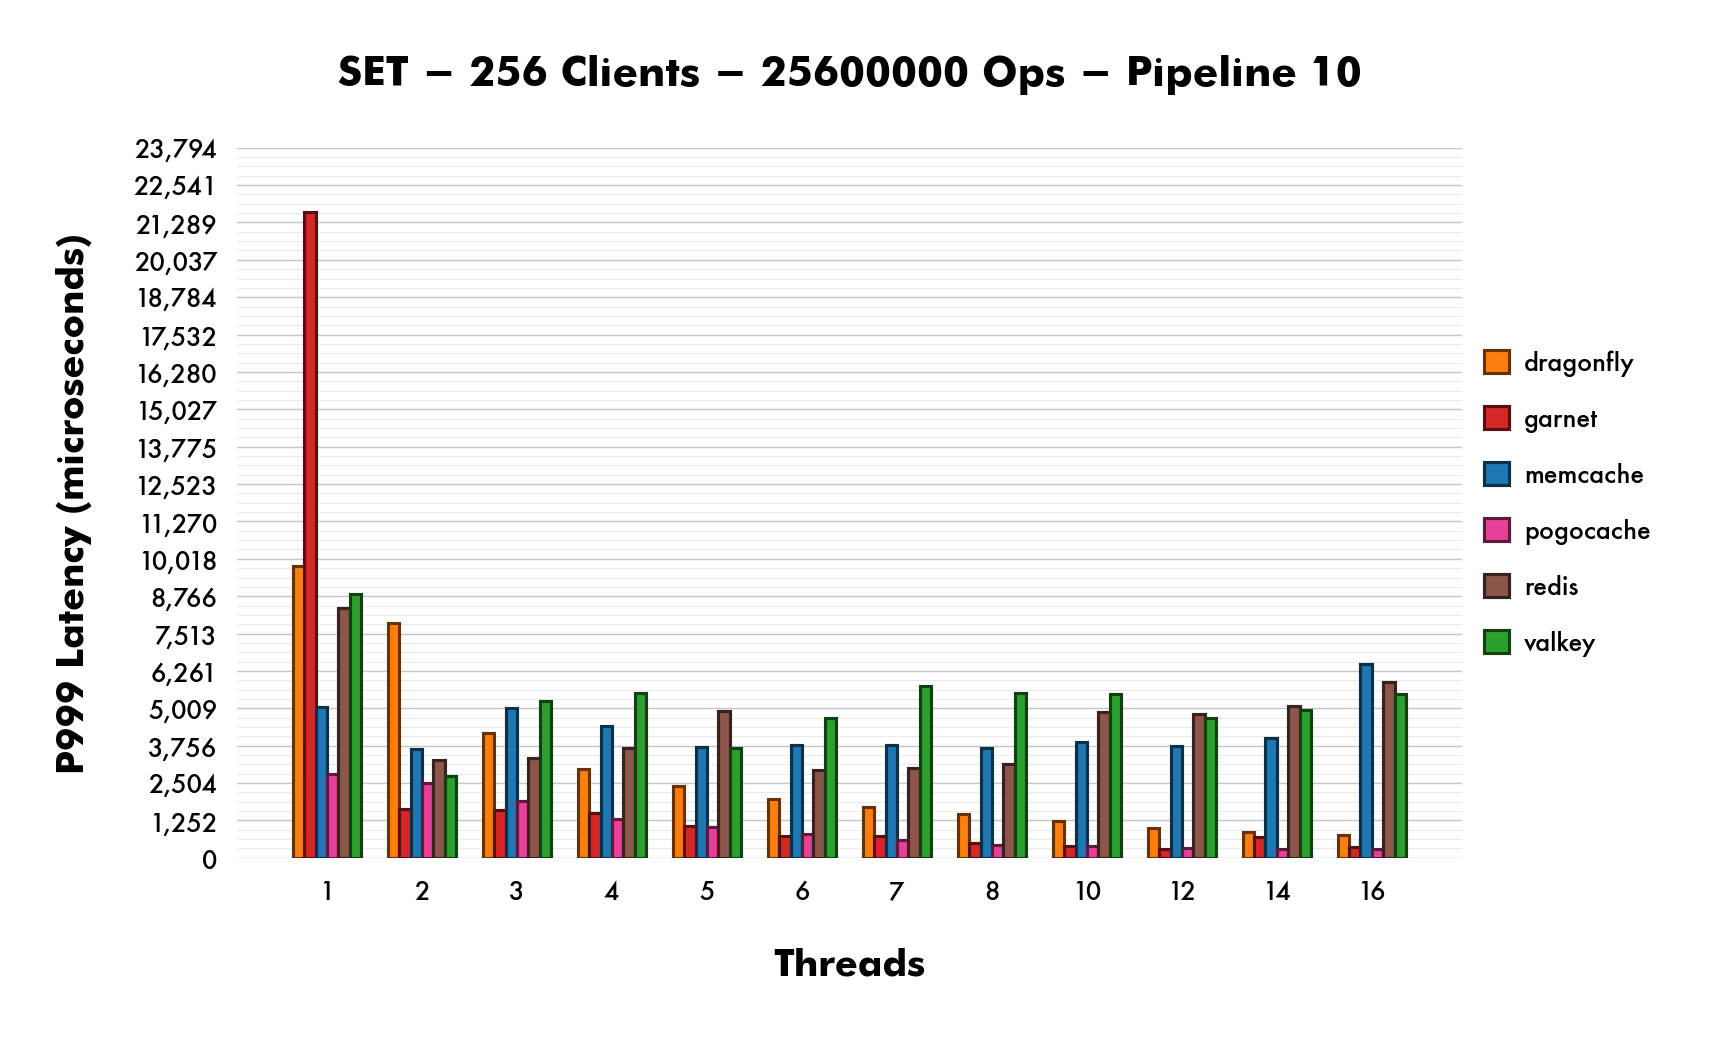 SET – 256 Clients – 25600000 Ops – Pipeline 10
P9999 Latency (microseconds)
23,794
22,541
21,289
20,037
18,784
17,532
16,280
15,027
13,775
12,523
11,270
10,018
8,766
7,513
6,261
5,009
3,756
2,504
1,252
0
1 2 3 4 5 6 7 8 10 12 14 16
Threads
dragonfly
garnet
memcache
pogocache
redis
valkey